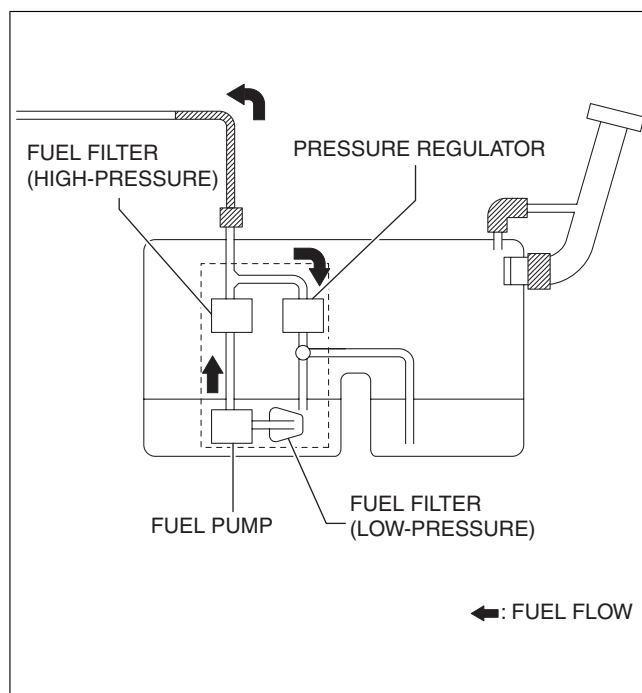 FUEL FILTER
(HIGH-PRESSURE)
PRESSURE REGULATOR
FUEL PUMP
FUEL FILTER
(LOW-PRESSURE)
: FUEL FLOW